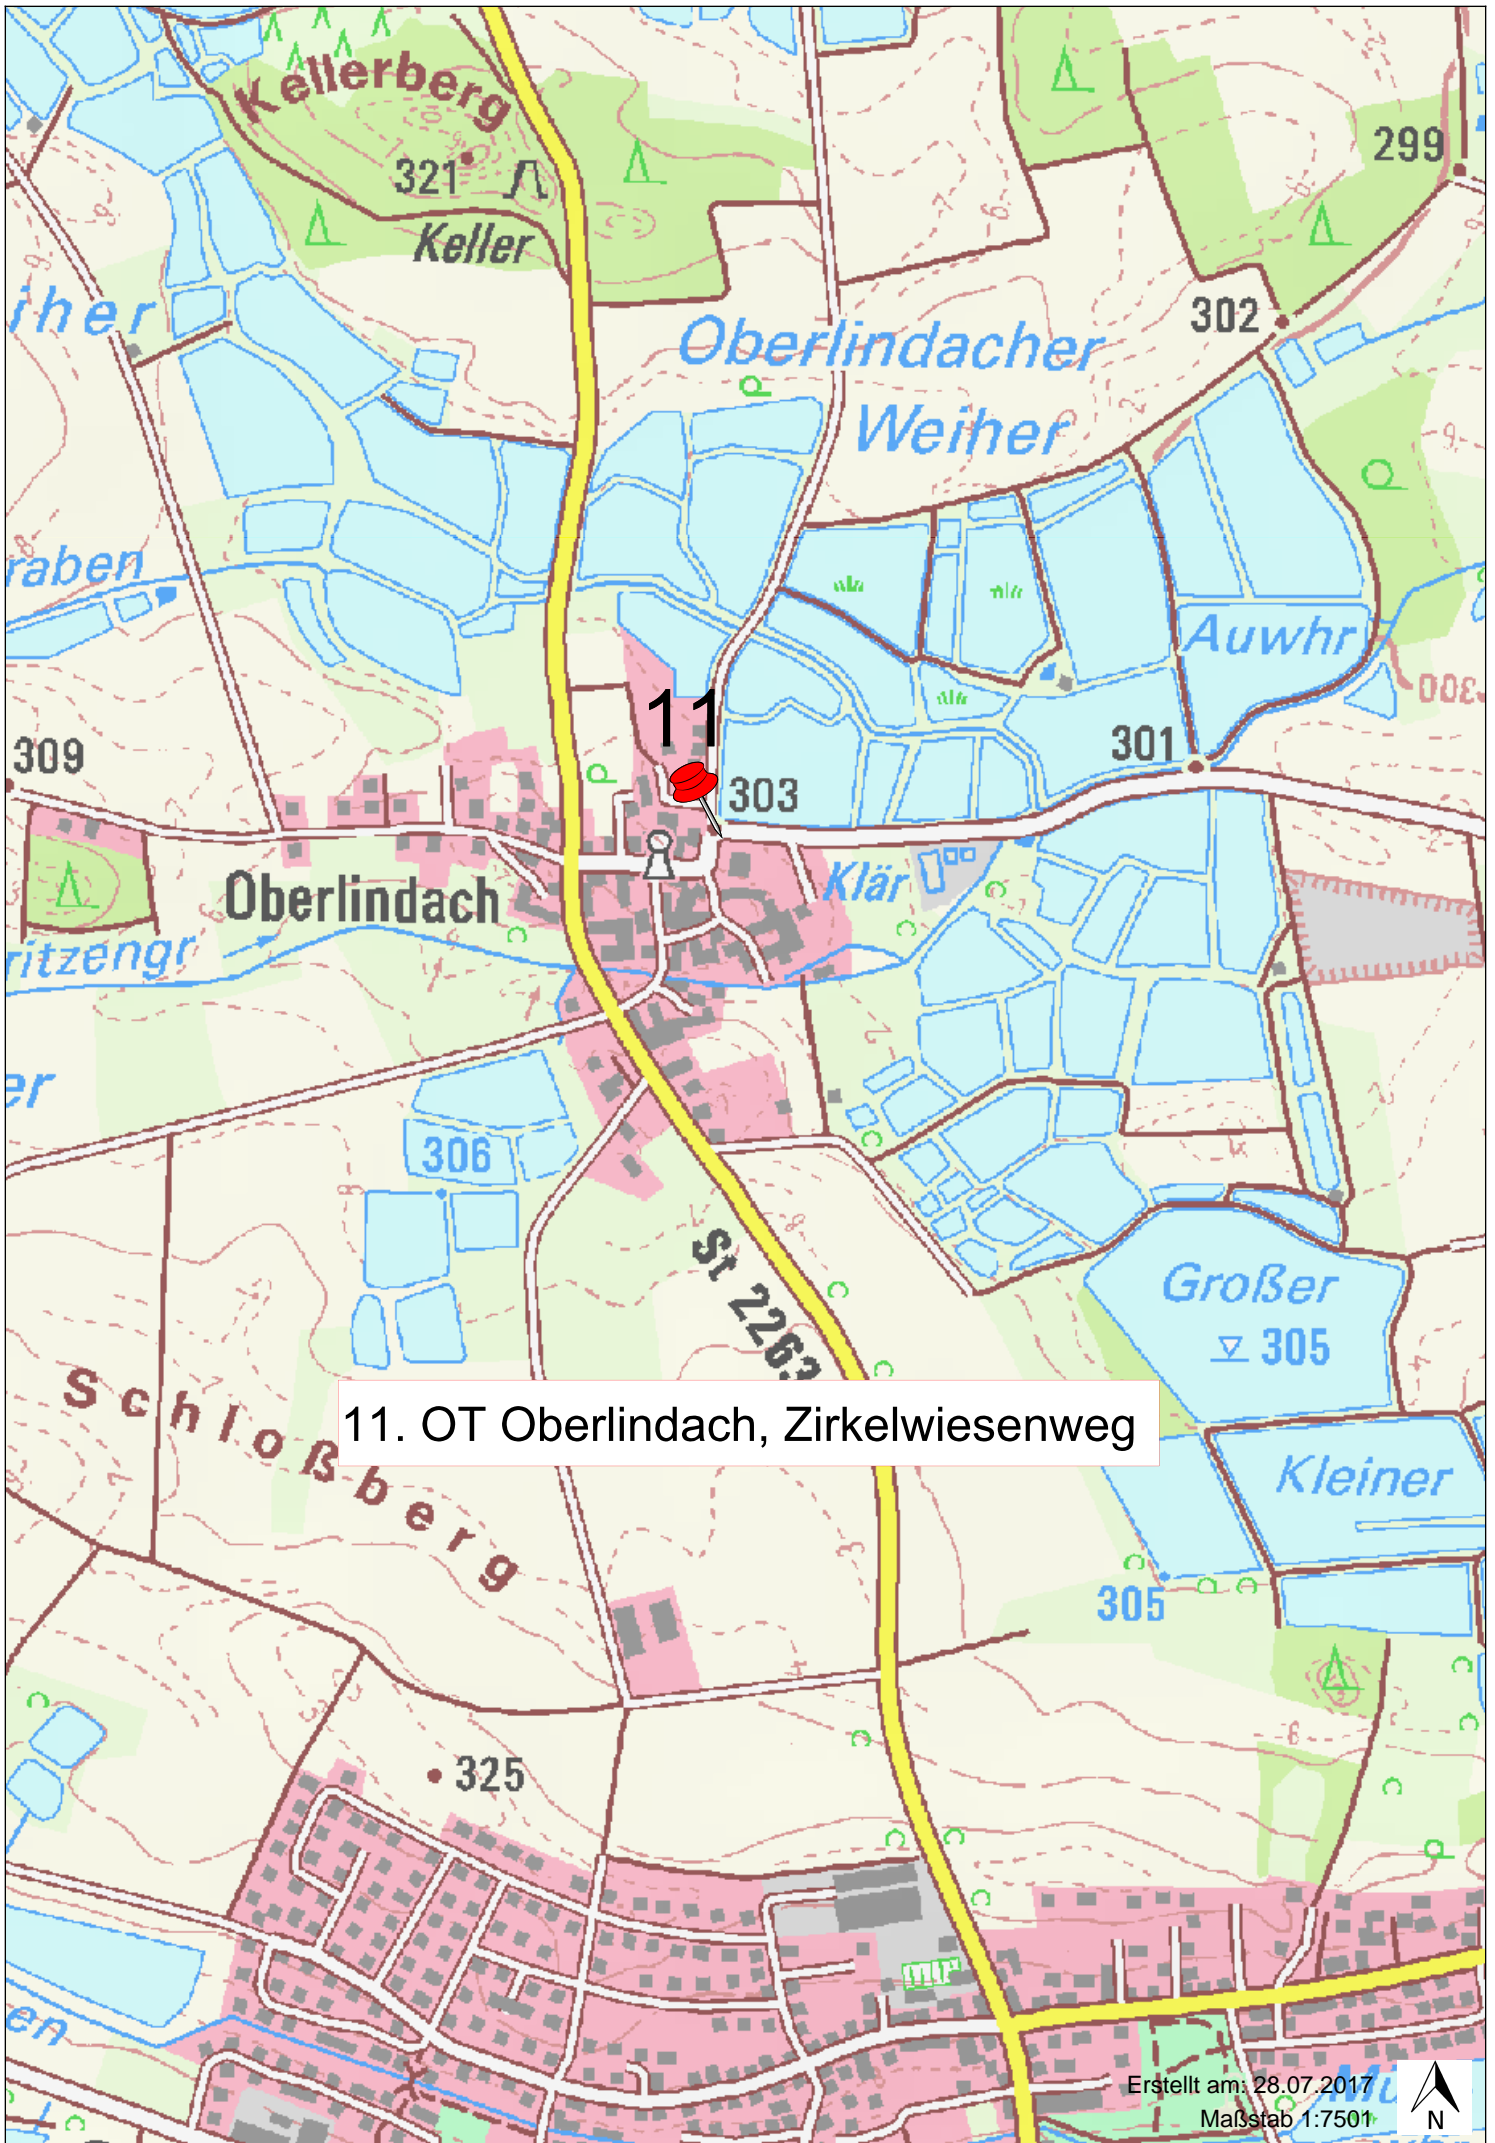 Kellerberg
321
Keller
299
302
iher
Oberlindacher
Weiher
raben
Auwhr
300
11
309
303
301
Oberlindach
Klär
ritzengr
er
306
St 2263
Großer
305
Schloßberg
11. OT Oberlindach, Zirkelwiesenweg
Kleiner
305
325
en
Mü
Erstellt am: 28.07.2017
Maßstab 1:7501
N